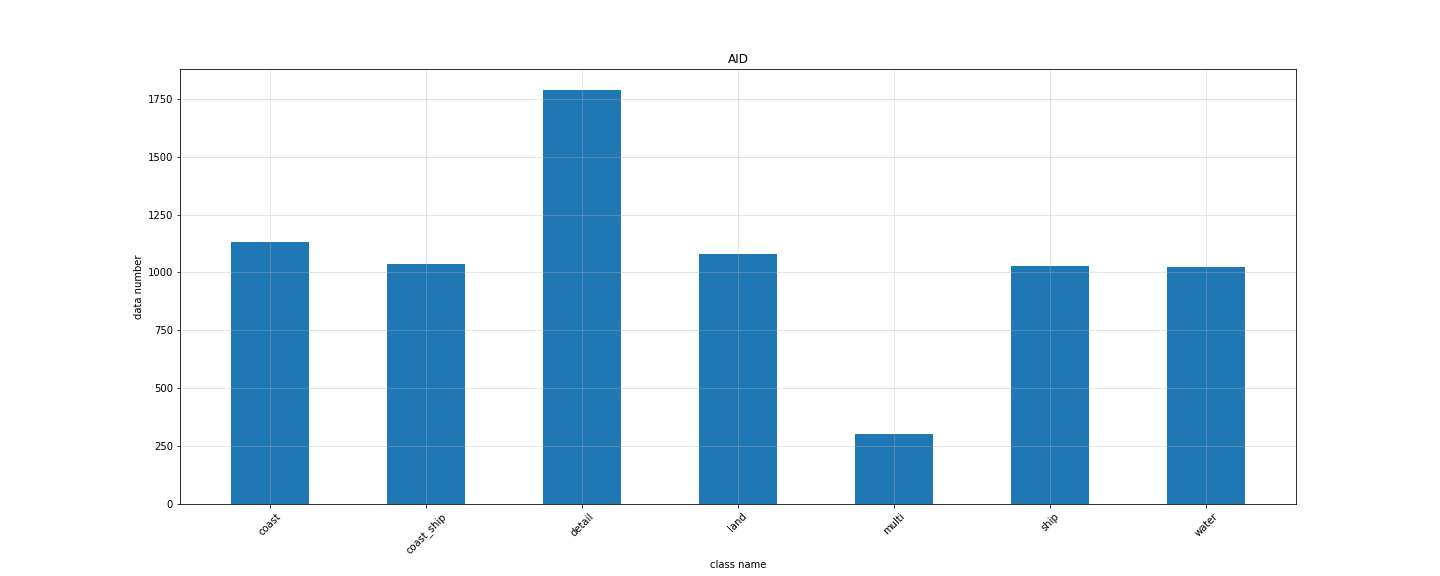 AID
1750
1500
1250
1000
750
500
250
0
data number
coast
coast_ship
detail
land
multi
ship
water
class name